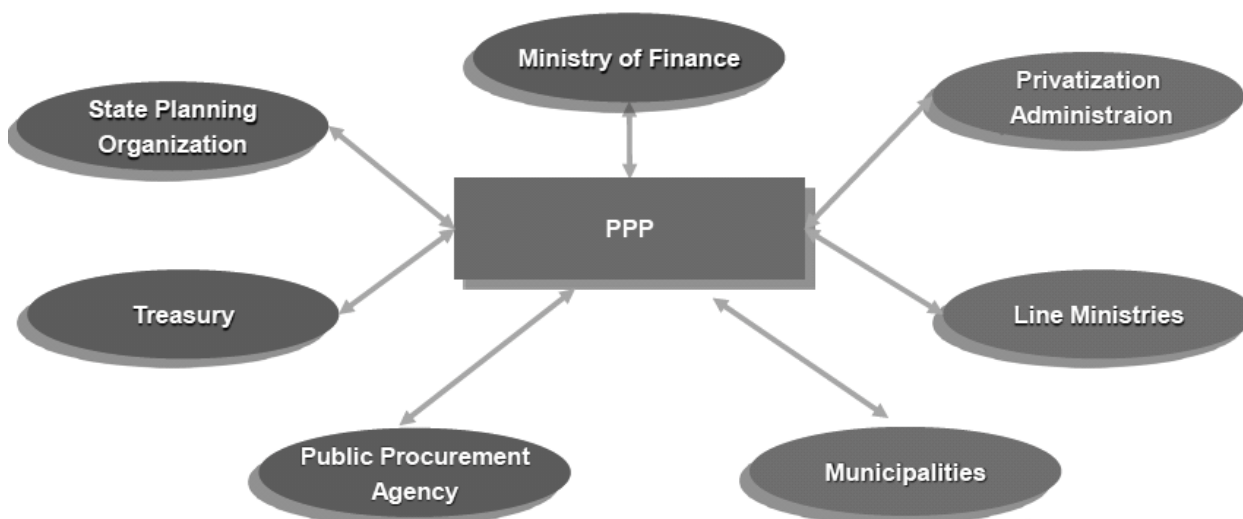 Ministry of Finance
State Planning
Organization
Privatization
Administraion
PPP
Treasury
Line Ministries
Public Procurement
Agency
Municipalities